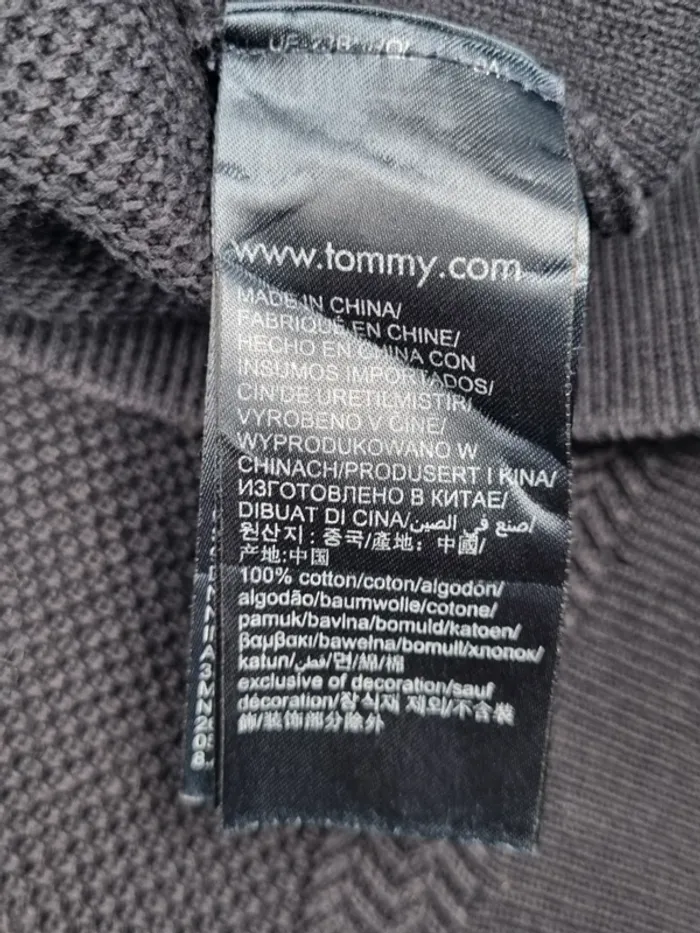 www.tommy.com
MADE IN CHINA/
FABRIQUÉ EN CHINE/
HECHO EN CHINA CON
INSUMOS IMPORTADOS/
CIN'DE URETILMISTIR/
VYROBENO V ČINE/
WYPRODUKOWANO W
CHINACH/PRODUSERT I KINA/
ИЗГОТОВЛЕНО В КИТАЕ/
DIBUAT DI CINA/صنع في الصين/
원산지 : 중국/產地：中國/
产地:中国
100% cotton/coton/algodón/
algodão/baumwolle/cotone/
pamuk/bavlna/bomuld/katoen/
βαμβακι/bawełna/bomull/хлопок/
katun/قطن/면/綿/棉
exclusive of decoration/sauf
décoration/장식재 제외/不含裝
飾/装饰部分除外